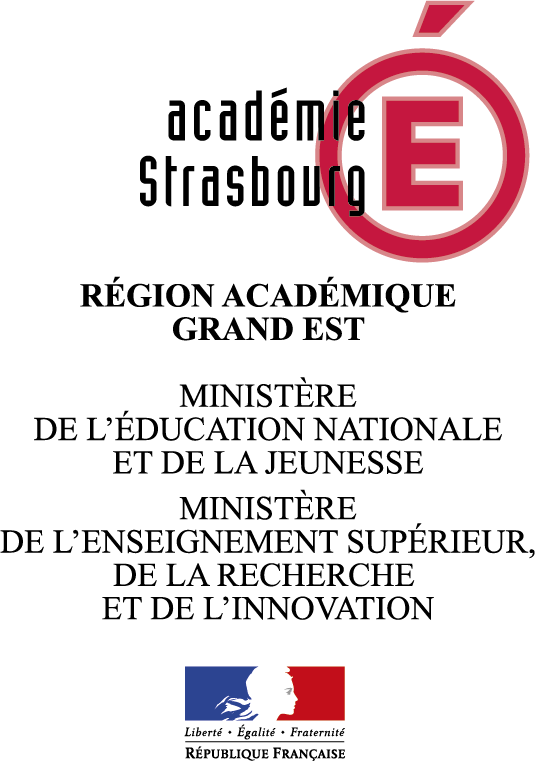 académie
Strasbourg
É
RÉGION ACADÉMIQUE
GRAND EST
MINISTÈRE
DE L’ÉDUCATION NATIONALE
ET DE LA JEUNESSE
MINISTÈRE
DE L’ENSEIGNEMENT SUPÉRIEUR,
DE LA RECHERCHE
ET DE L’INNOVATION
Liberté • Égalité • Fraternité
RÉPUBLIQUE FRANÇAISE